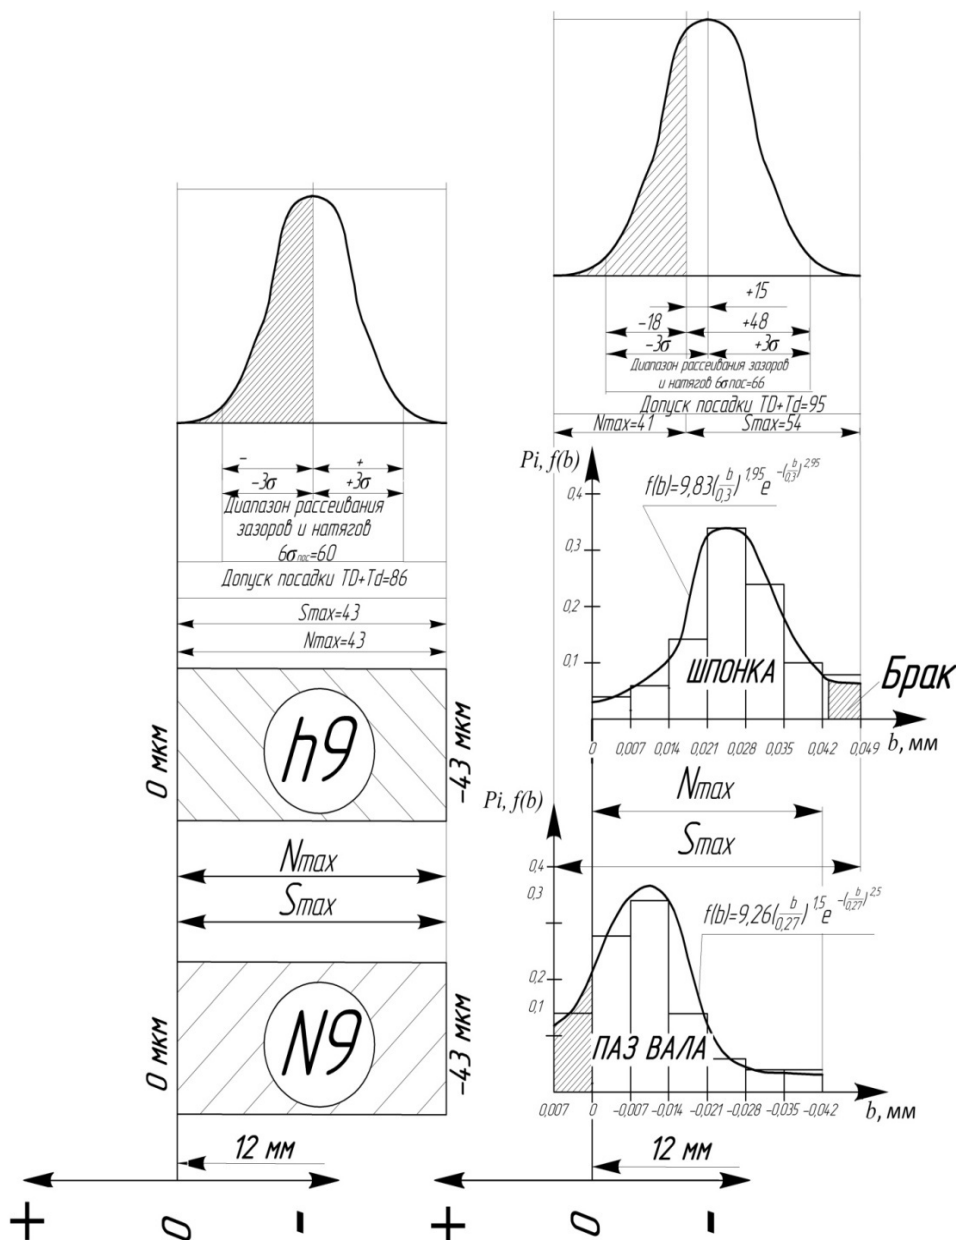 +15
-18
+48
-3σ
+3σ
Диапазон рассеивания зазоров
и натягов 6σпос=66
Допуск посадки TD+Td=95
Nmax=41
Smax=54
-
+
-3σ
+3σ
Диапазон рассеивания
зазоров и натягов
6σпос=60
Допуск посадки TD+Td=86
Smax=43
Nmax=43
0 мкм
h9
-43 мкм
Nmax
Smax
0 мкм
N9
-43 мкм
12 мм
+
0
-
Pi, f(b)
f(b)=9,83(b/0,3)^1,95 e^-(b/0,3)^2,95
0,4
0,3
0,2
0,1
ШПОНКА
Брак
0
0,007
0,014
0,021
0,028
0,035
0,042
0,049
b, мм
Nmax
Smax
Pi, f(b)
f(b)=9,26(b/0,27)^1,5 e^-(b/0,27)^2,5
0,4
0,3
0,2
0,1
ПАЗ ВАЛА
0,007
0
-0,007
-0,014
-0,021
-0,028
-0,035
-0,042
b, мм
12 мм
+
0
-